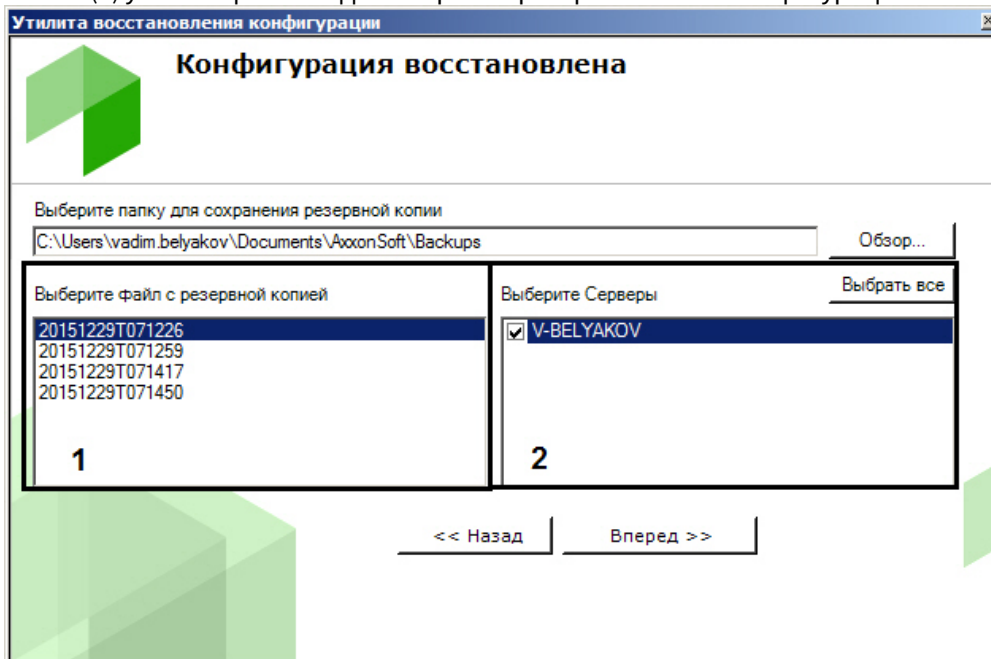 Утилита восстановления конфигурации
Конфигурация восстановлена
Выберите папку для сохранения резервной копии
C:\Users\vadim.belyakov\Documents\AxxonSoft\Backups
Обзор...
Выберите файл с резервной копией
Выберите Серверы
Выбрать все
20151229T071226
20151229T071259
20151229T071417
20151229T071450
1
V-BELYAKOV
2
<< Назад
Вперед >>